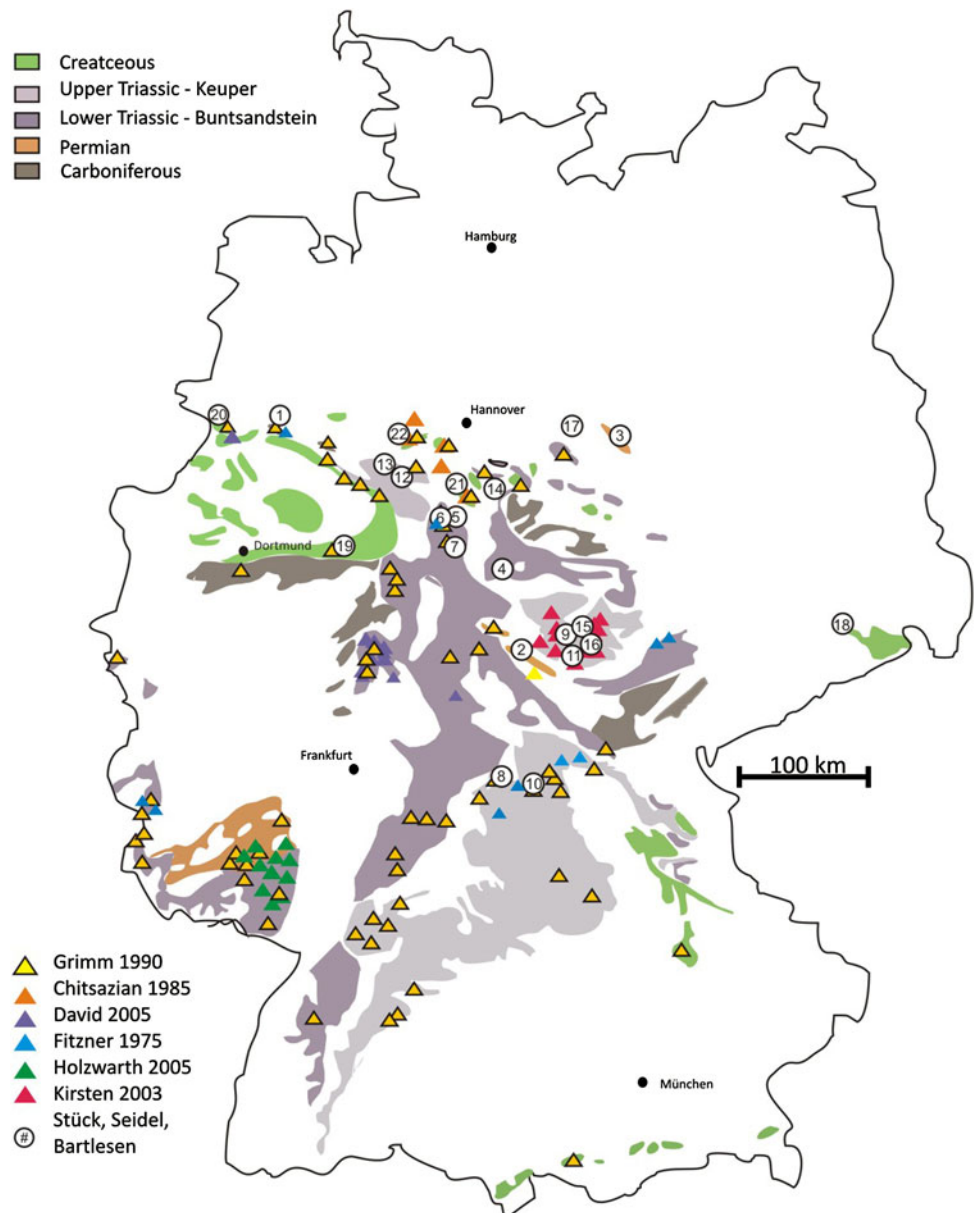 Creatceous
Upper Triassic - Keuper
Lower Triassic - Buntsandstein
Permian
Carboniferous
Hamburg
Hannover
20
1
22
17
3
13
12
21
14
6
5
Dortmund
19
7
4
18
15
9
16
2
11
Frankfurt
8
10
100 km
Grimm 1990
Chitsazian 1985
David 2005
Fitzner 1975
Holzwarth 2005
Kirsten 2003
Stück, Seidel,
# Bartlesen
München